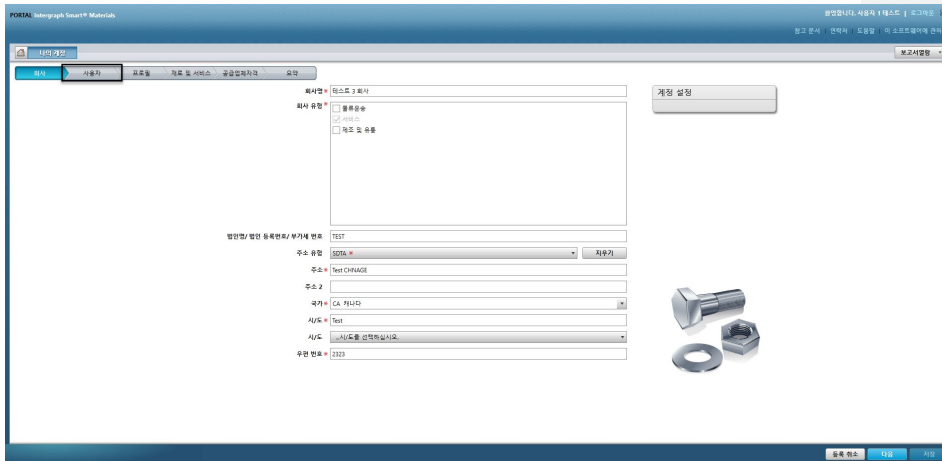 PORTAL Intergraph Smart® Materials
환영합니다. 사용자 1 테스트 | 로그아웃 |
참고 문서 | 연락처 | 도움말 | 이 소프트웨어에 관하
나의계정
보고서열람
회사 사용자 프로필 재료 및 서비스 공급업체자격 요약
회사명 * 테스트 3 회사
계정 설정
회사 유형 *
물류운송
서비스
제조 및 유통
법인명/ 법인 등록번호/ 부가세 번호 TEST
주소 유형 SDTA * 지우기
주소 * Test CHNAGE
주소 2
국가 * CA 캐나다
시/도 * Test
시/도 ...시/도를 선택하십시오.
우편 번호 * 2323
등록 취소 다음 저장